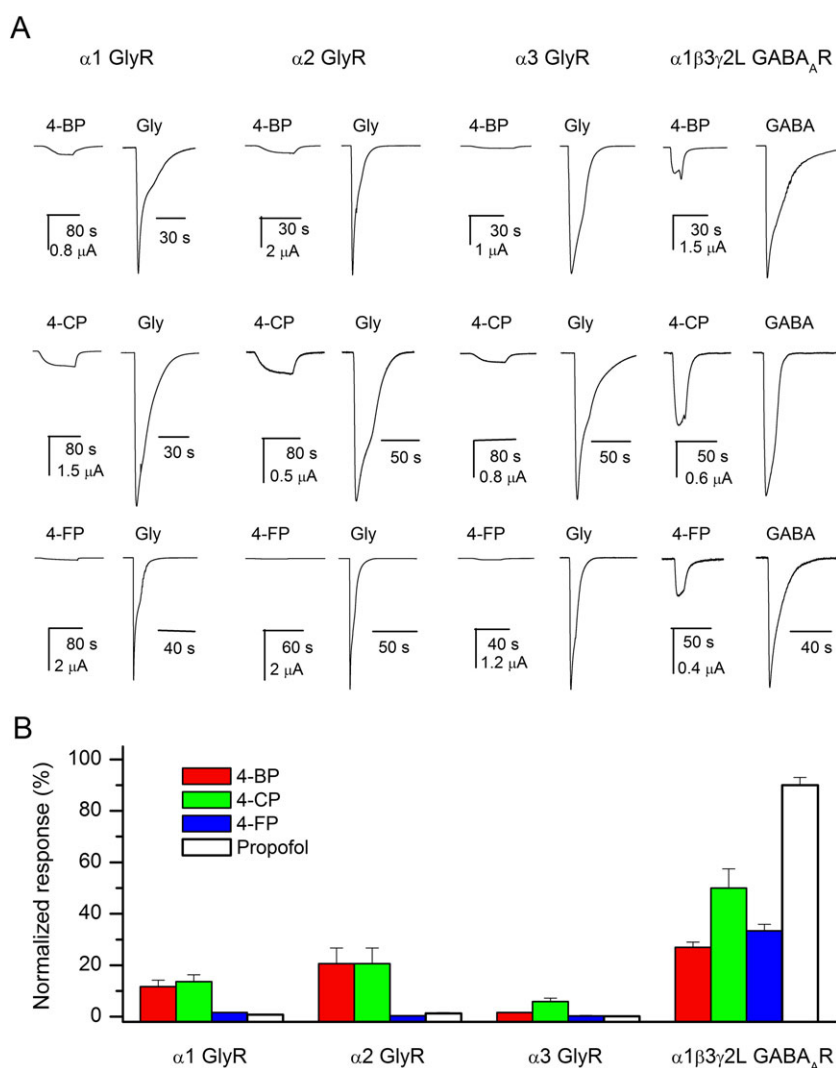 A
α1 GlyR α2 GlyR α3 GlyR α1β3γ2L GABA_AR
4-BP Gly 4-BP Gly 4-BP Gly 4-BP GABA
80 s 30 s 30 s 30 s 30 s
0.8 μA 2 μA 1 μA 1.5 μA
4-CP Gly 4-CP Gly 4-CP Gly 4-CP GABA
80 s 30 s 80 s 50 s 80 s 50 s 50 s
1.5 μA 0.5 μA 0.8 μA 0.6 μA
4-FP Gly 4-FP Gly 4-FP Gly 4-FP GABA
80 s 40 s 60 s 50 s 40 s 50 s 40 s
2 μA 2 μA 1.2 μA 0.4 μA
B
Normalized response (%)
100
80
60
40
20
0
4-BP
4-CP
4-FP
Propofol
α1 GlyR α2 GlyR α3 GlyR α1β3γ2L GABA_AR